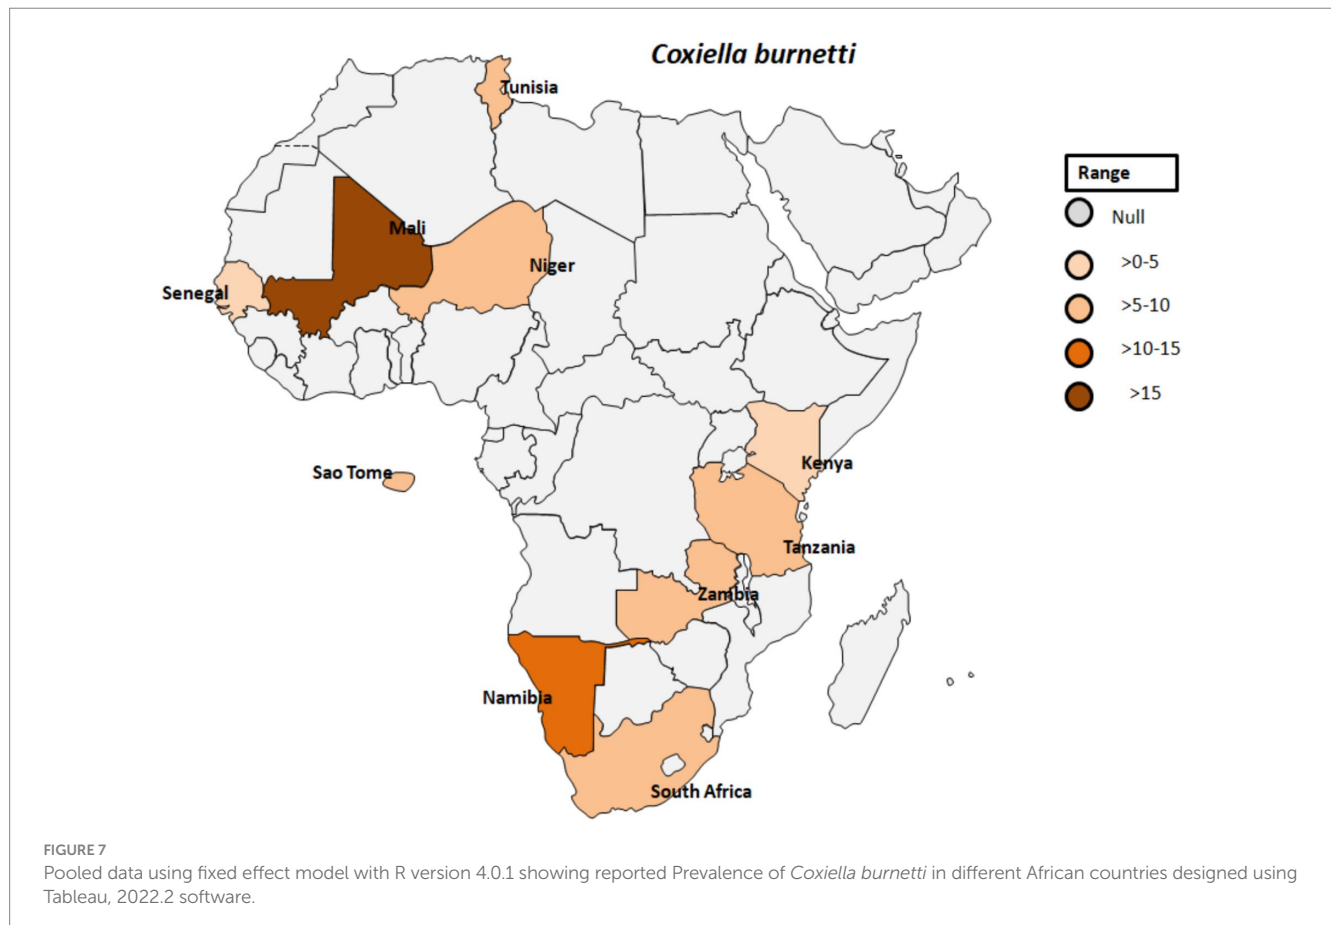 Coxiella burnetti
Tunisia
Range
Null
Mali
>0-5
Niger
Senegal
>5-10
>10-15
>15
Kenya
Sao Tome
Tanzania
Zambia
Namibia
South Africa
FIGURE 7
Pooled data using fixed effect model with R version 4.0.1 showing reported Prevalence of Coxiella burnetti in different African countries designed using
Tableau, 2022.2 software.